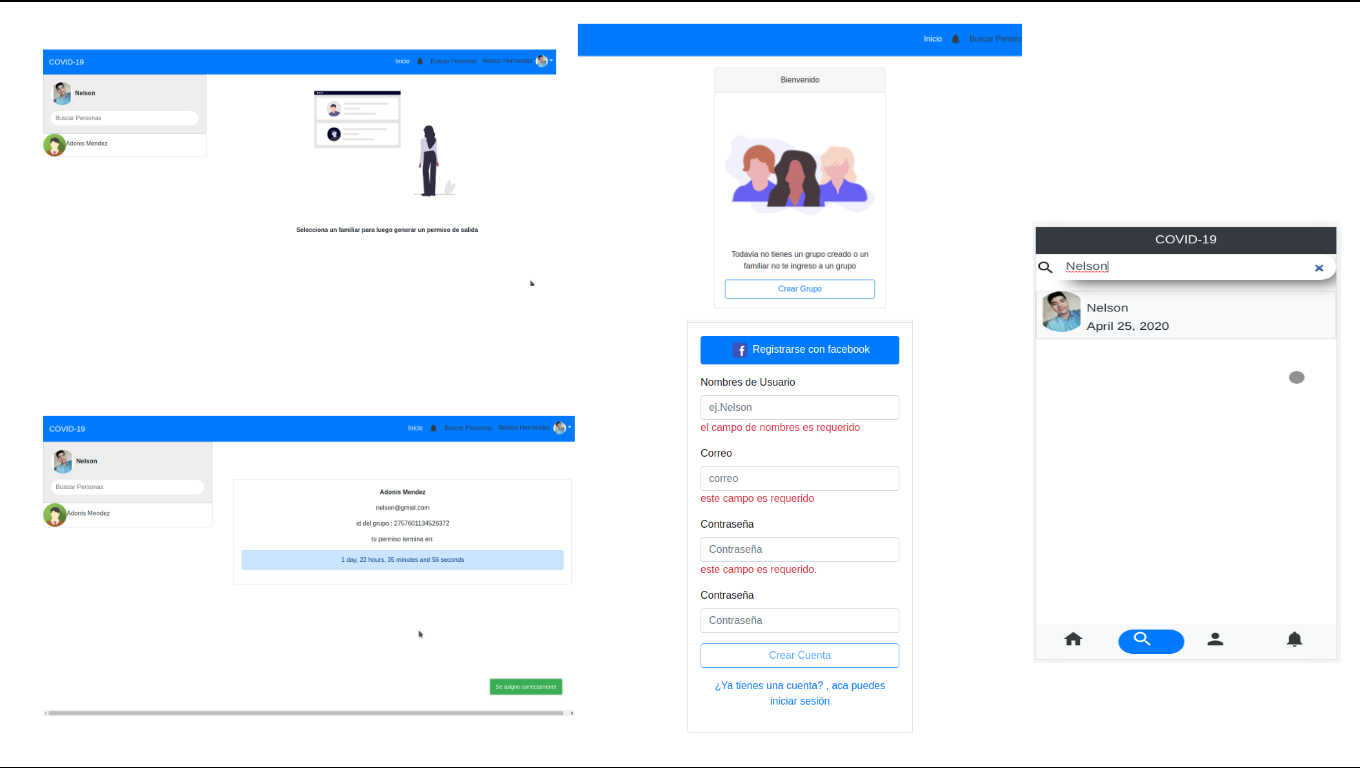 COVID-19
Inicio
Buscar Personas
Nelson Hernandez
Nelson
Buscar Personas
Adonis Mendez
Selecciona un familiar para luego generar un permiso de salida
COVID-19
Inicio
Buscar Personas
Nelson Hernandez
Nelson
Buscar Personas
Adonis Mendez
Adonis Mendez
nelson@gmail.com
id del grupo : 2757601134526372
tu permiso termina en:
1 day, 22 hours, 35 minutes and 56 seconds
Se asigno correctamente
Inicio
Buscar Person
Bienvenido
Todavia no tienes un grupo creado o un
familiar no te ingreso a un grupo
Crear Grupo
f Registrarse con facebook
Nombres de Usuario
ej.Nelson
el campo de nombres es requerido
Correo
correo
este campo es requerido
Contraseña
Contraseña
este campo es requerido.
Contraseña
Contraseña
Crear Cuenta
¿Ya tienes una cuenta? , aca puedes
iniciar sesión
COVID-19
Nelson
Nelson
April 25, 2020